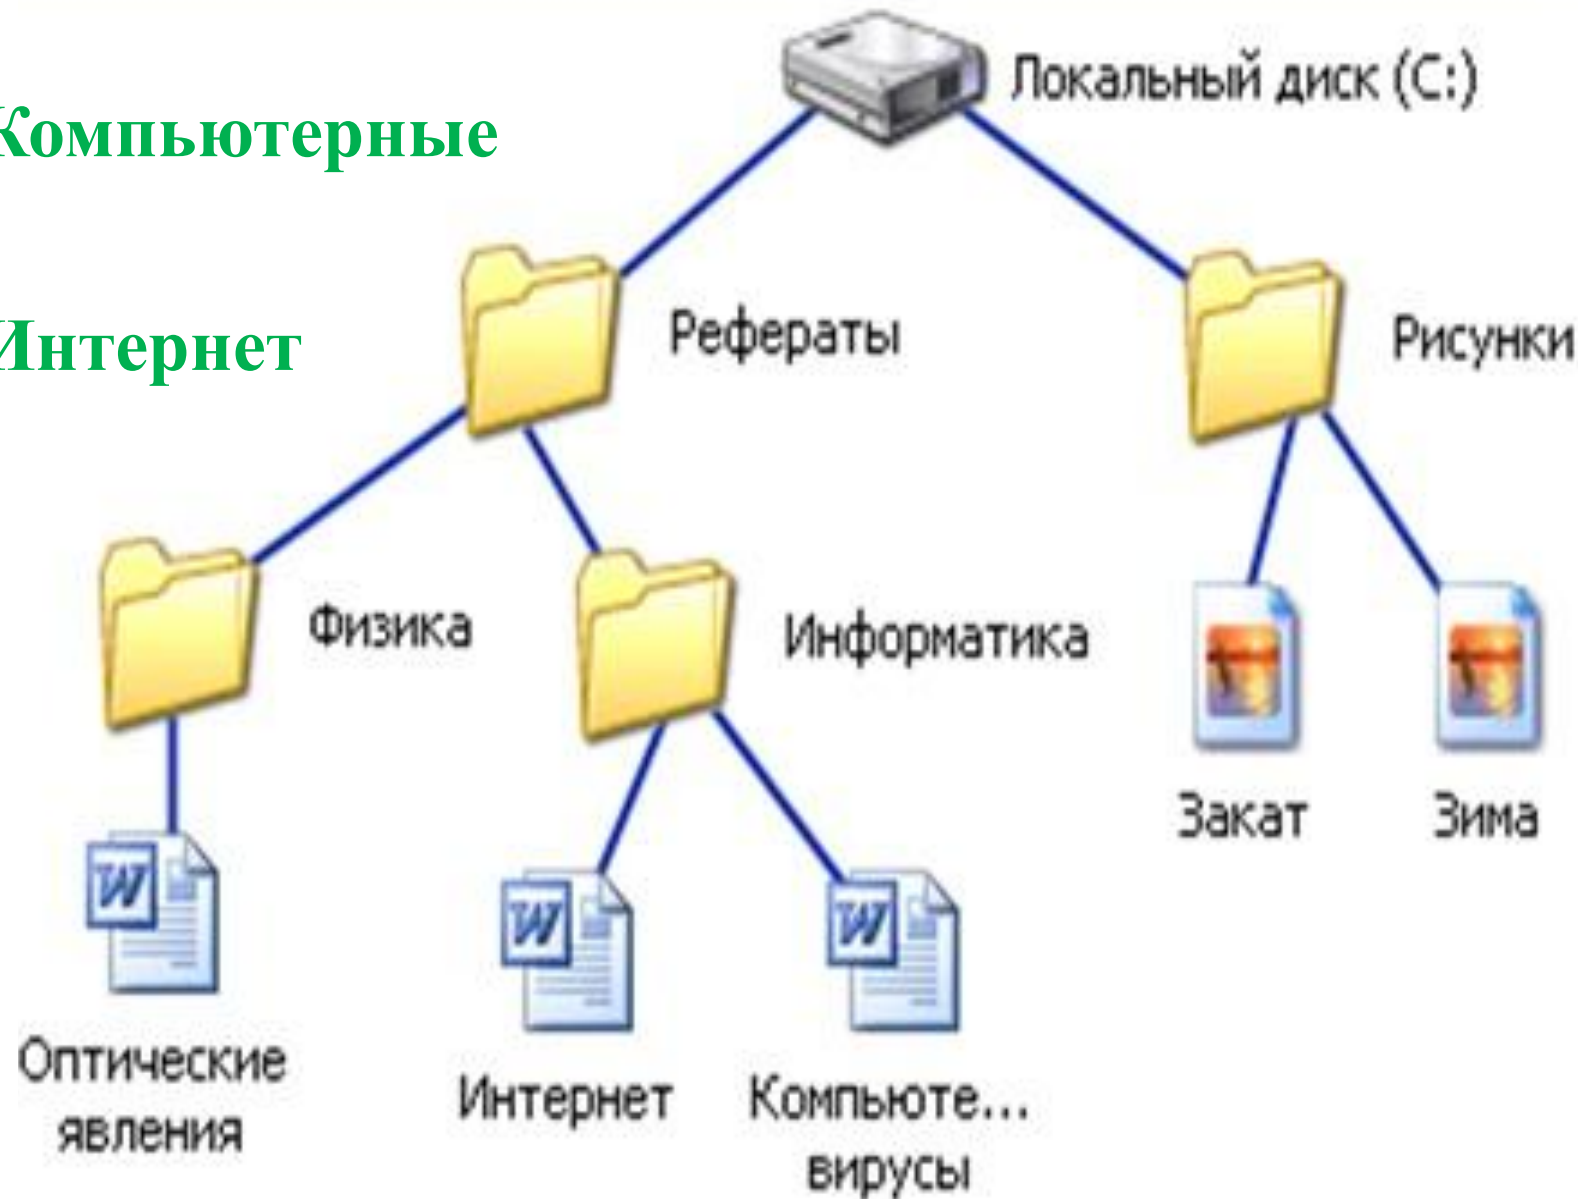 Локальный диск (C:)
Компьютерные
Рефераты
Рисунки
Интернет
Физика
Информатика
Закат
Зима
Оптические
явления
Интернет
Компьюте...
вирусы